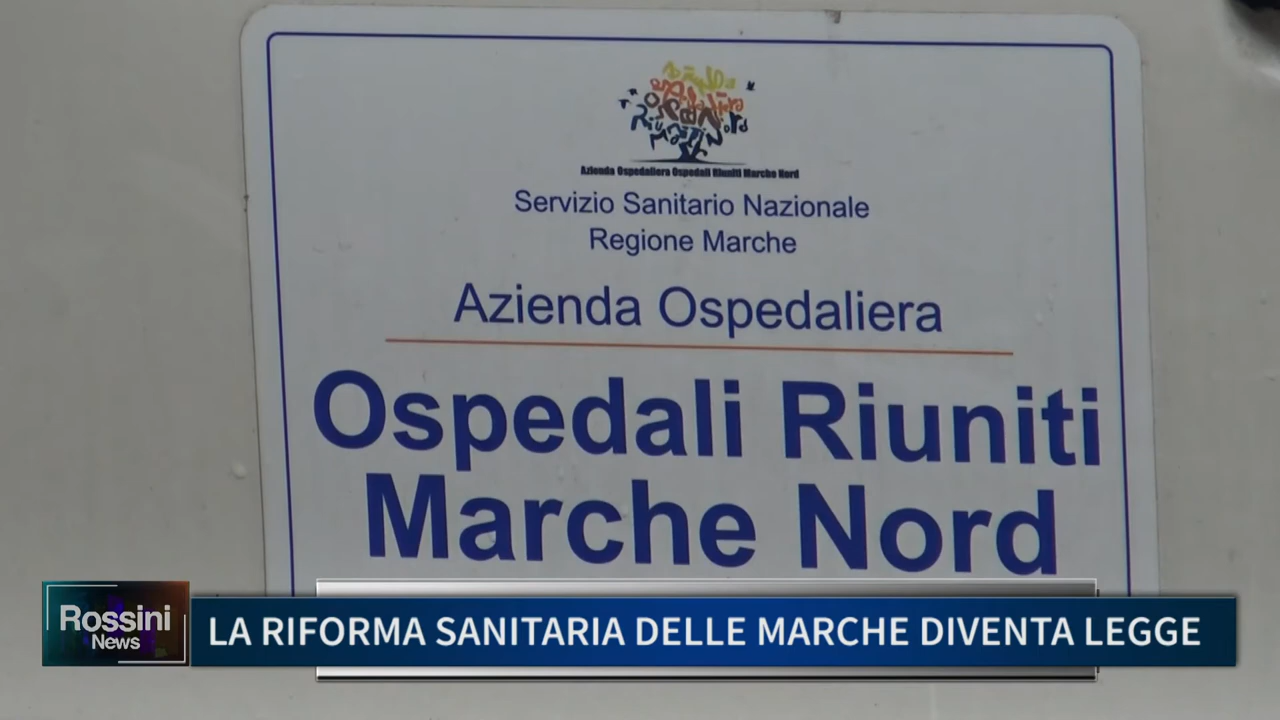 Azienda Ospedaliera Ospedali Riuniti Marche Nord
Servizio Sanitario Nazionale
Regione Marche
Azienda Ospedaliera
Ospedali Riuniti
Marche Nord
Rossini
News
LA RIFORMA SANITARIA DELLE MARCHE DIVENTA LEGGE